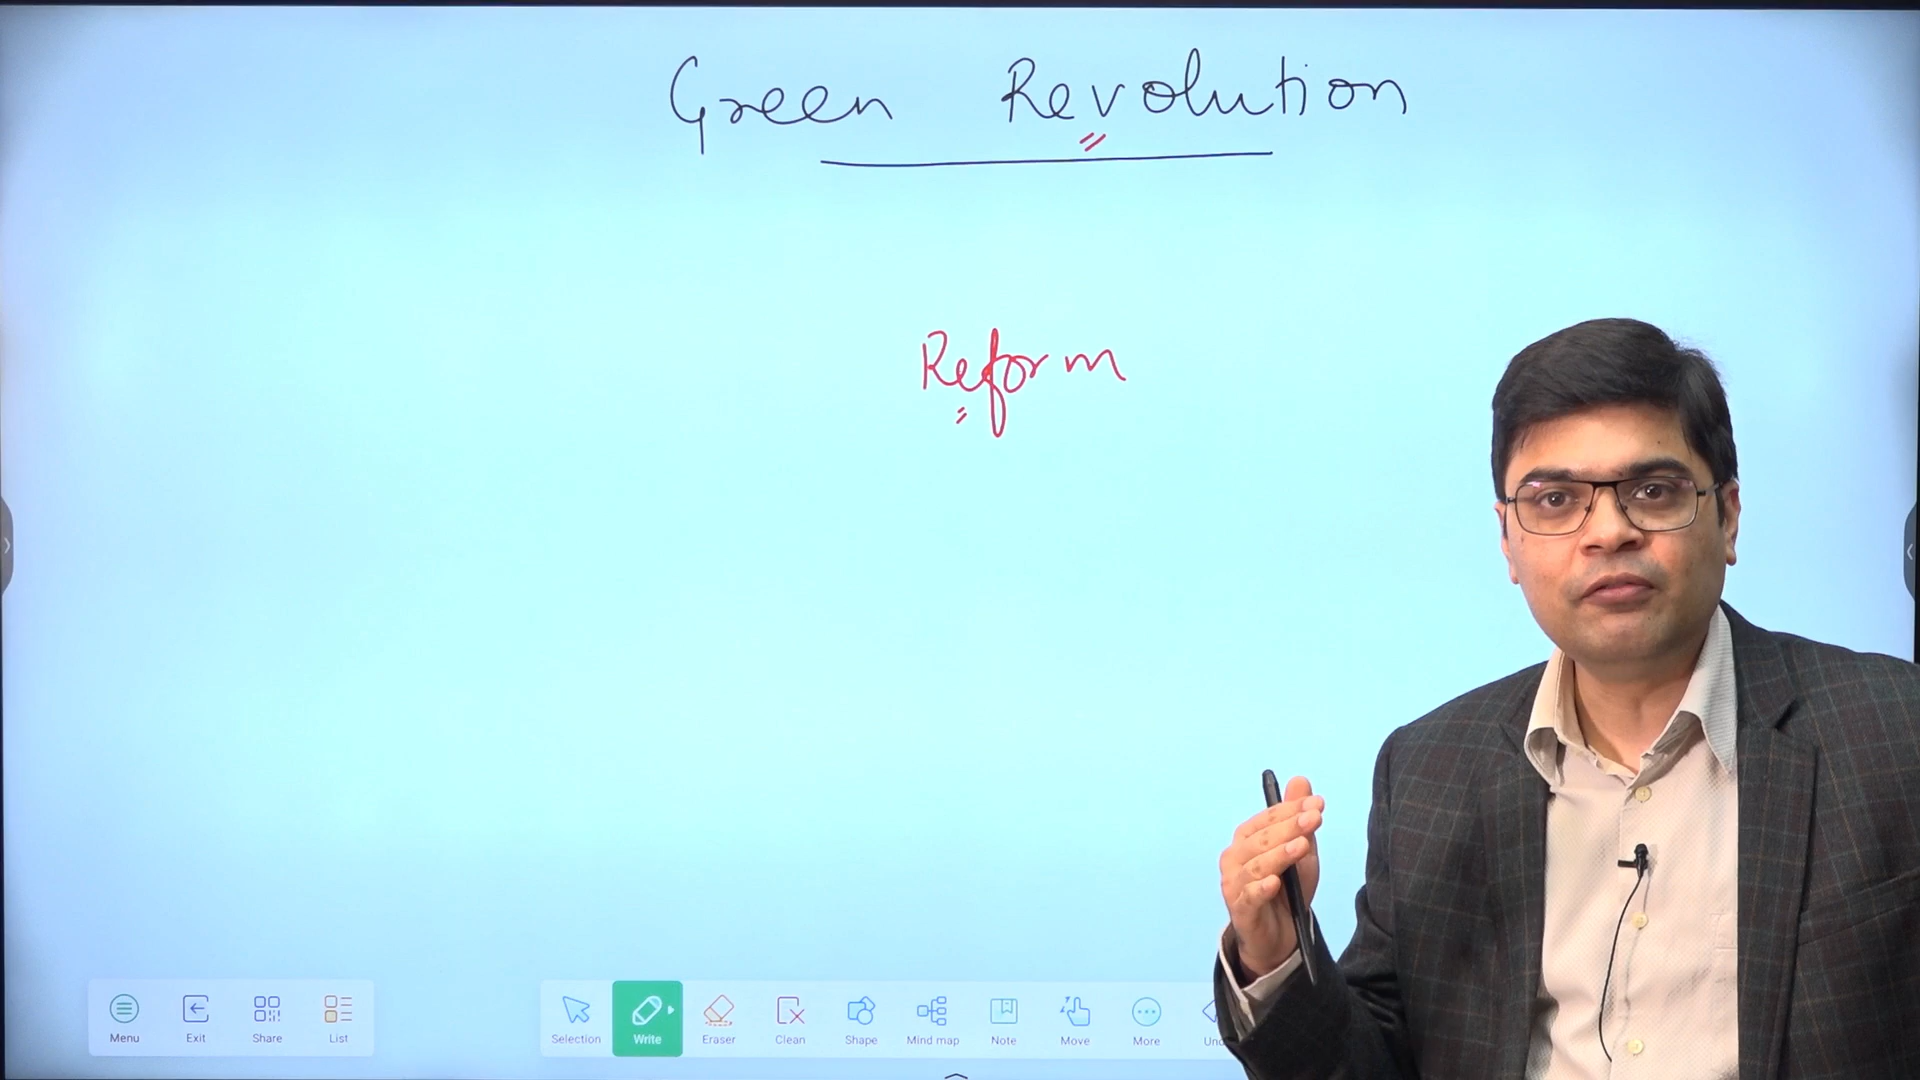 Green Revolution
Reform
Menu Exit Share List Selection Write Eraser Clean Shape Mind map Note Move More